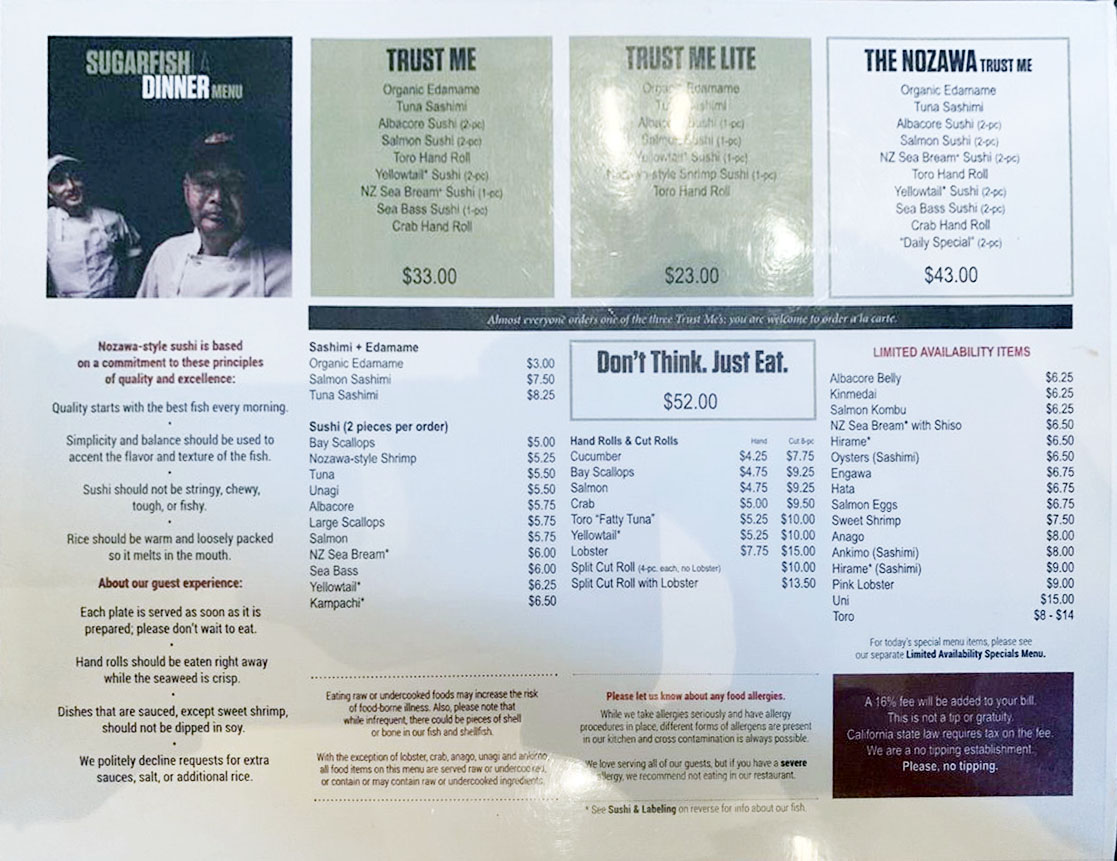 SUGARFISH LA
DINNER MENU
TRUST ME
Organic Edamame
Tuna Sashimi
Albacore Sushi (2-pc)
Salmon Sushi (2-pc)
Toro Hand Roll
Yellowtail* Sushi (2-pc)
NZ Sea Bream* Sushi (1-pc)
Sea Bass Sushi (1-pc)
Crab Hand Roll
$33.00
TRUST ME LITE
Organic Edamame
Tuna Sashimi
Albacore Sushi (1-pc)
Salmon Sushi (1-pc)
Yellowtail* Sushi (1-pc)
Nozawa-style Shrimp Sushi (1-pc)
Toro Hand Roll
$23.00
THE NOZAWA TRUST ME
Organic Edamame
Tuna Sashimi
Albacore Sushi (2-pc)
Salmon Sushi (2-pc)
NZ Sea Bream* Sushi (2-pc)
Toro Hand Roll
Yellowtail* Sushi (2-pc)
Sea Bass Sushi (2-pc)
Crab Hand Roll
"Daily Special" (2-pc)
$43.00
Almost everyone orders one of the three Trust Me's; you are welcome to order a la carte.
Nozawa-style sushi is based
on a commitment to these principles
of quality and excellence:
Quality starts with the best fish every morning.
•
Simplicity and balance should be used to
accent the flavor and texture of the fish.
•
Sushi should not be stringy, chewy,
tough, or fishy.
•
Rice should be warm and loosely packed
so it melts in the mouth.
About our guest experience:
Each plate is served as soon as it is
prepared; please don't wait to eat.
•
Hand rolls should be eaten right away
while the seaweed is crisp.
•
Dishes that are sauced, except sweet shrimp,
should not be dipped in soy.
•
We politely decline requests for extra
sauces, salt, or additional rice.
Sashimi + Edamame
Organic Edamame $3.00
Salmon Sashimi $7.50
Tuna Sashimi $8.25
Sushi (2 pieces per order)
Bay Scallops $5.00
Nozawa-style Shrimp $5.25
Tuna $5.50
Unagi $5.50
Albacore $5.75
Large Scallops $5.75
Salmon $5.75
NZ Sea Bream* $6.00
Sea Bass $6.00
Yellowtail* $6.25
Kampachi* $6.50
Don't Think. Just Eat.
$52.00
Hand Rolls & Cut Rolls Hand Cut 8-pc
Cucumber $4.25 $7.75
Bay Scallops $4.75 $9.25
Salmon $4.75 $9.25
Crab $5.00 $9.50
Toro "Fatty Tuna" $5.25 $10.00
Yellowtail* $5.25 $10.00
Lobster $7.75 $15.00
Split Cut Roll (4-pc. each, no Lobster) $10.00
Split Cut Roll with Lobster $13.50
LIMITED AVAILABILITY ITEMS
Albacore Belly $6.25
Kinmedai $6.25
Salmon Kombu $6.25
NZ Sea Bream* with Shiso $6.50
Hirame* $6.50
Oysters (Sashimi) $6.50
Engawa $6.75
Hata $6.75
Salmon Eggs $6.75
Sweet Shrimp $7.50
Anago $8.00
Ankimo (Sashimi) $8.00
Hirame* (Sashimi) $9.00
Pink Lobster $9.00
Uni $15.00
Toro $8 - $14
For today's special menu items, please see
our separate Limited Availability Specials Menu.
Eating raw or undercooked foods may increase the risk
of food-borne illness. Also, please note that
while infrequent, there could be pieces of shell
or bone in our fish and shellfish.
With the exception of lobster, crab, anago, unagi and ankimo,
all food items on this menu are served raw or undercooked,
or contain or may contain raw or undercooked ingredients.
Please let us know about any food allergies.
While we take allergies seriously and have allergy
procedures in place, different forms of allergens are present
in our kitchen and cross contamination is always possible.
We love serving all of our guests, but if you have a severe
allergy, we recommend not eating in our restaurant.
* See Sushi & Labeling on reverse for info about our fish.
A 16% fee will be added to your bill.
This is not a tip or gratuity.
California state law requires tax on the fee.
We are a no tipping establishment.
Please, no tipping.